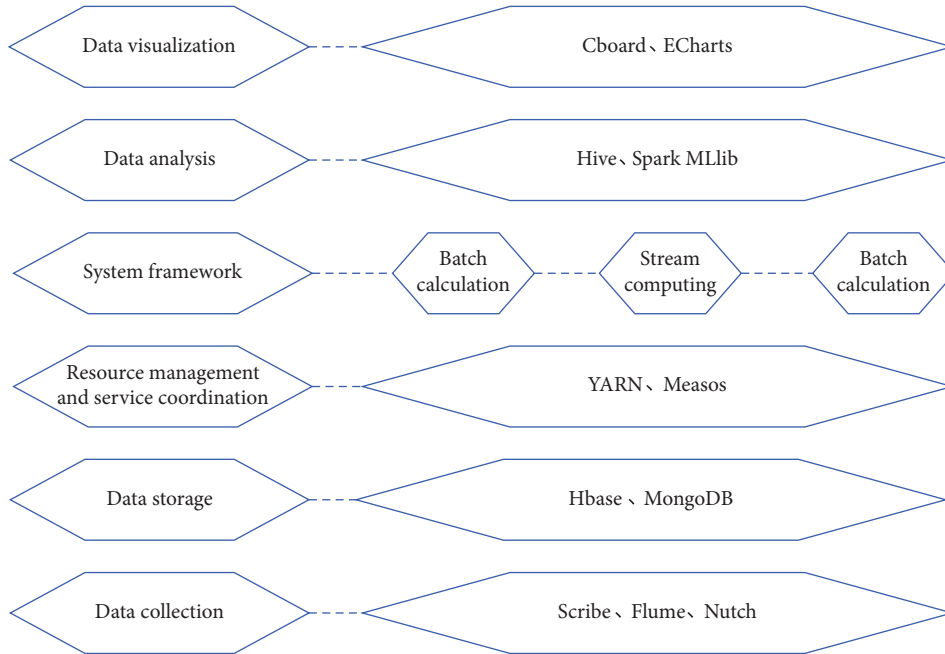 Data visualization
Cboard、ECharts
Data analysis
Hive、Spark MLlib
System framework
Batch
calculation
Stream
computing
Batch
calculation
Resource management
and service coordination
YARN、Measos
Data storage
Hbase、MongoDB
Data collection
Scribe、Flume、Nutch